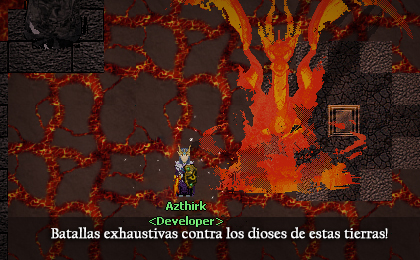 Azthirk
<Developer>
Batallas exhaustivas contra los dioses de estas tierras!